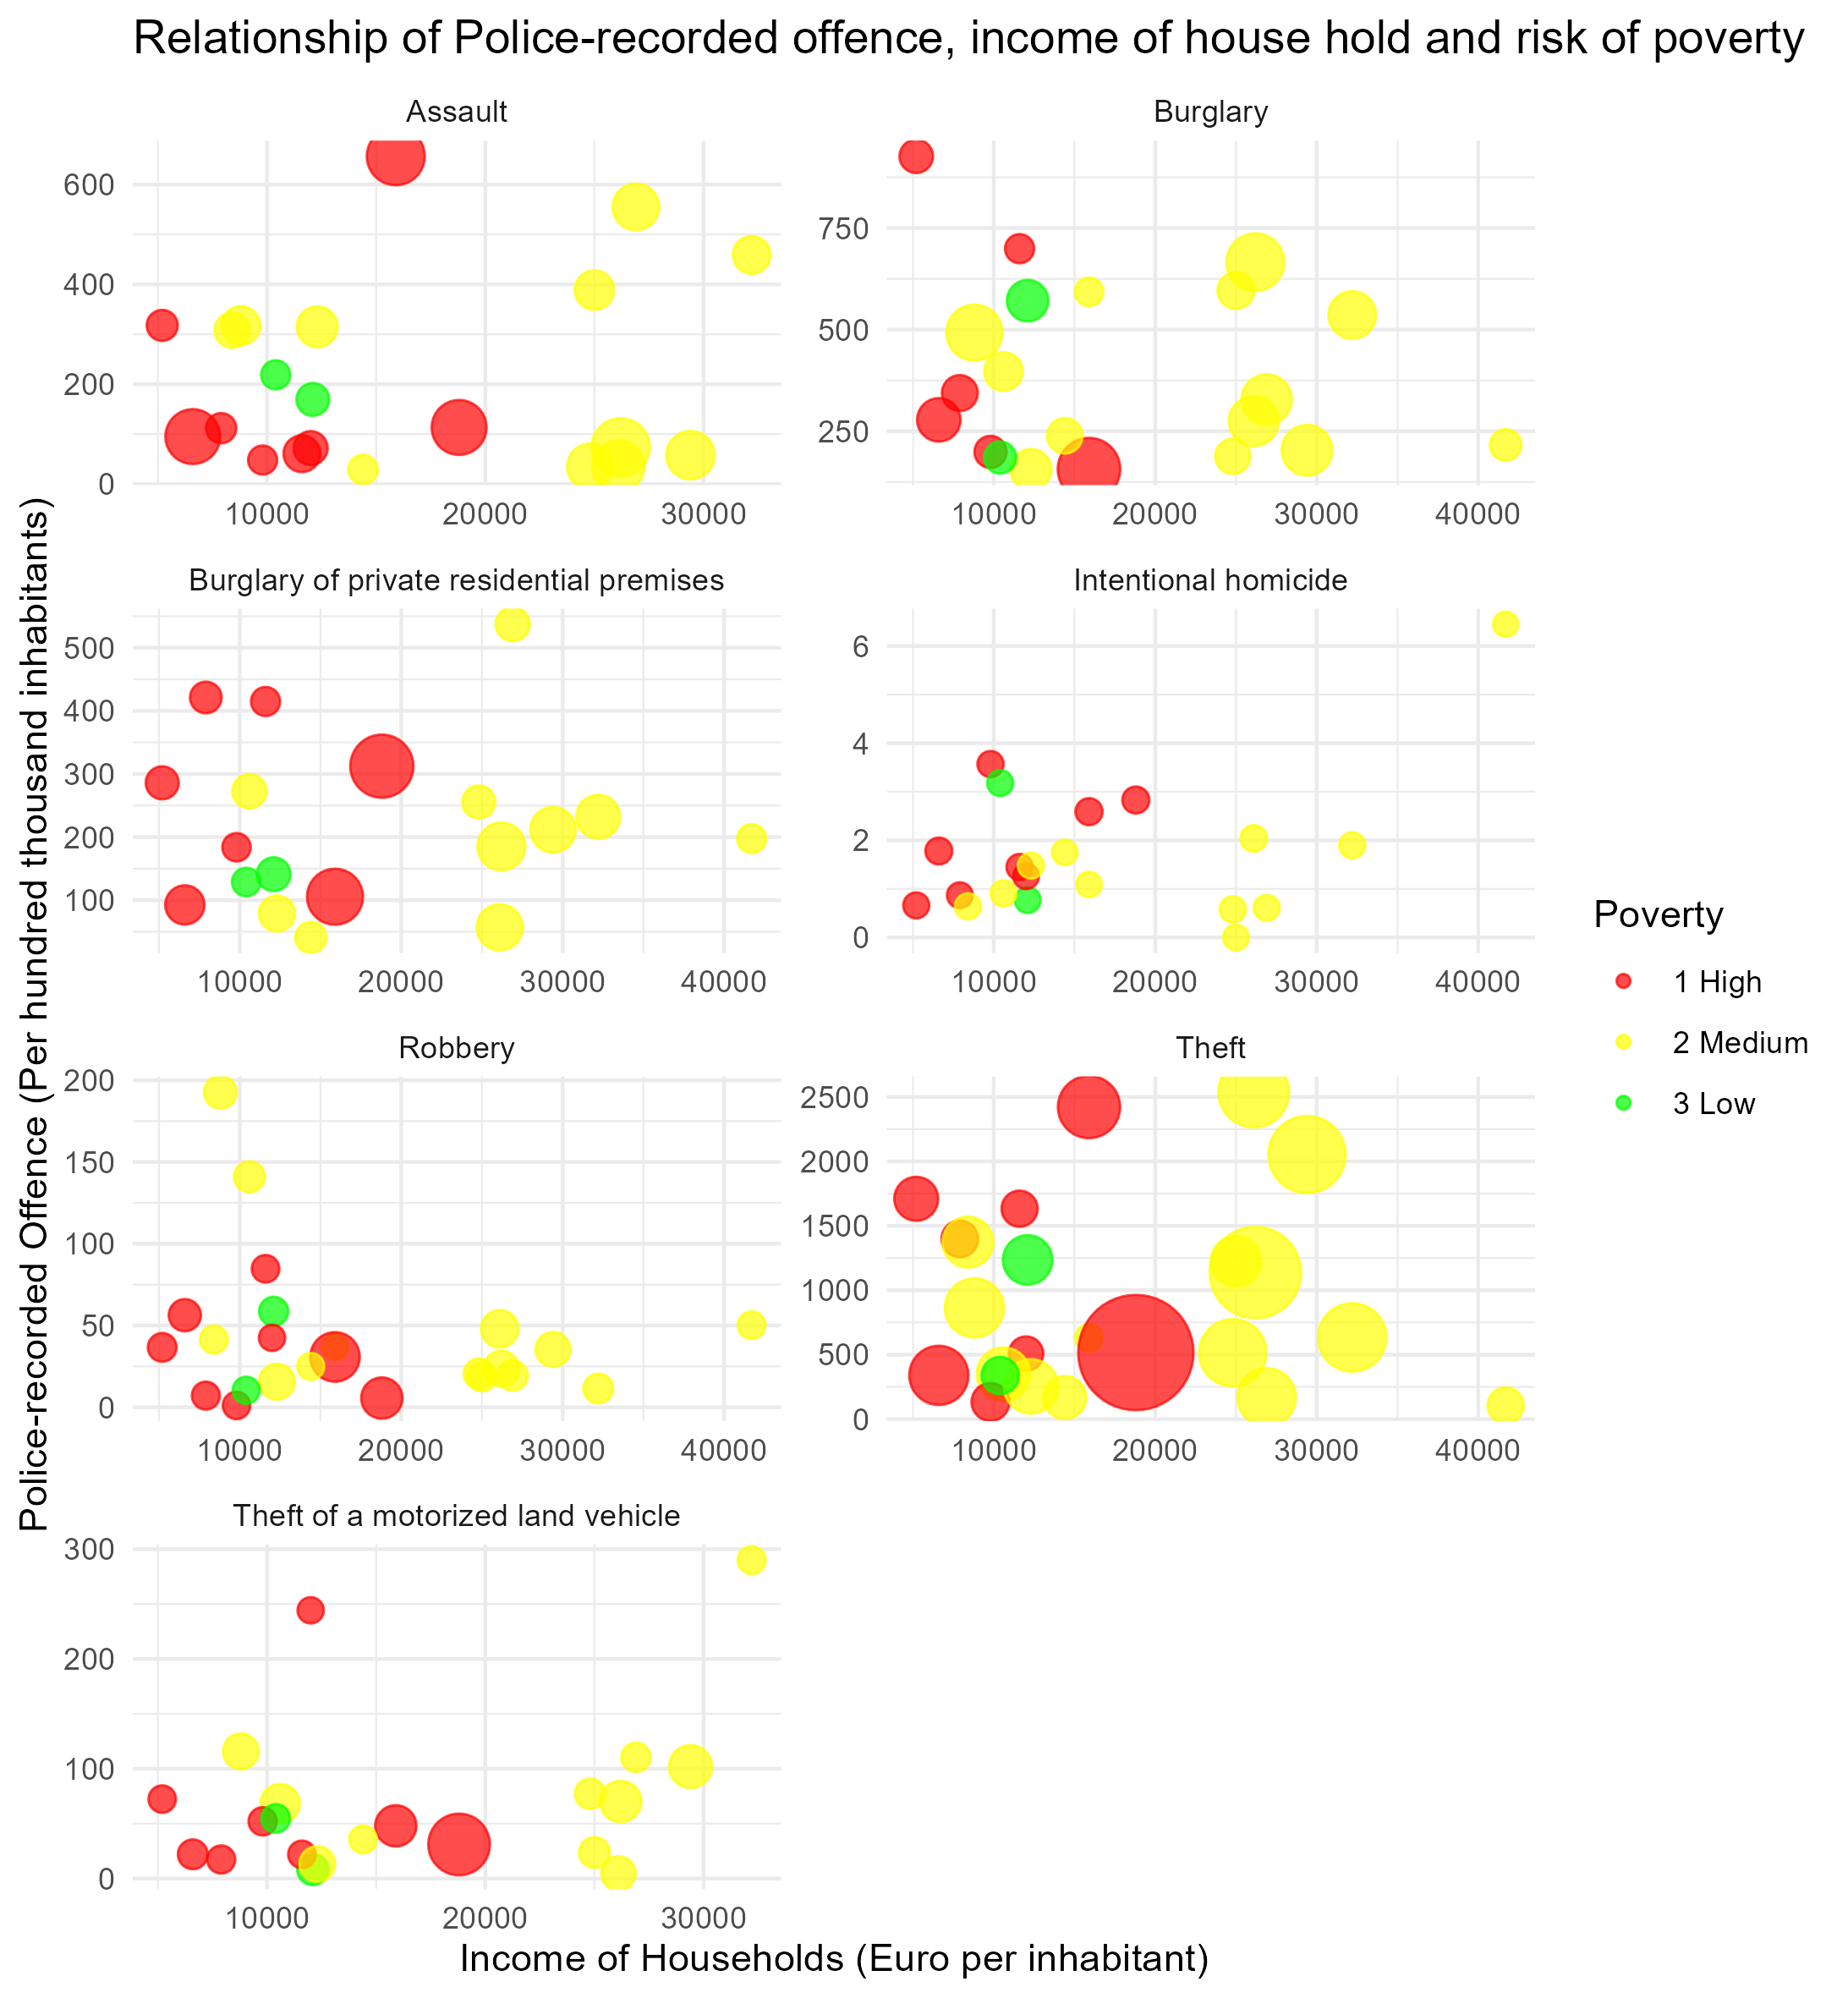 Relationship of Police-recorded offence, income of house hold and risk of poverty
Assault
600
400
200
0
10000 20000 30000
Burglary
750
500
250
10000 20000 30000 40000
Burglary of private residential premises
500
400
300
200
100
10000 20000 30000 40000
Intentional homicide
6
4
2
0
10000 20000 30000 40000
Robbery
200
150
100
50
0
10000 20000 30000 40000
Theft
2500
2000
1500
1000
500
0
10000 20000 30000 40000
Theft of a motorized land vehicle
300
200
100
0
10000 20000 30000
Police-recorded Offence (Per hundred thousand inhabitants)
Income of Households (Euro per inhabitant)
Poverty
1 High
2 Medium
3 Low